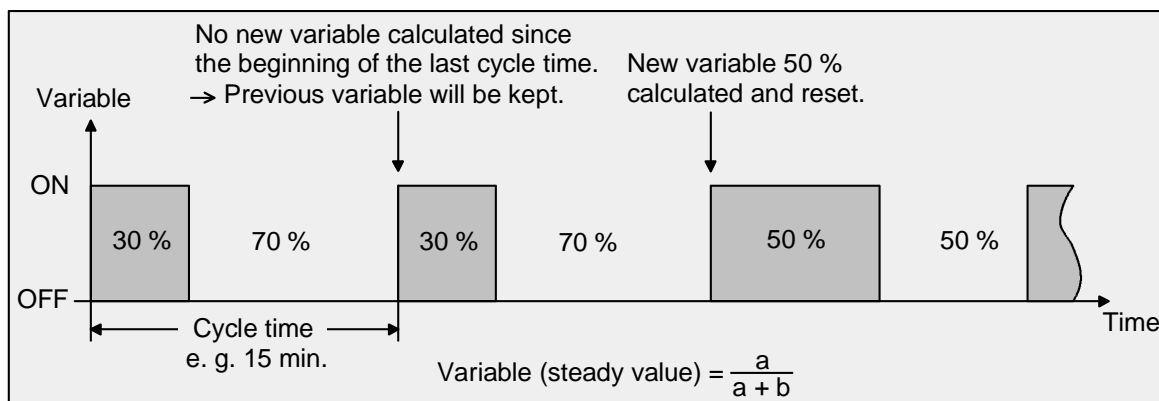 No new variable calculated since
the beginning of the last cycle time.
→ Previous variable will be kept.
New variable 50 %
calculated and reset.
Variable
ON
30 %
70 %
30 %
70 %
50 %
50 %
OFF
Time
Cycle time
e. g. 15 min.
Variable (steady value) = a
a + b